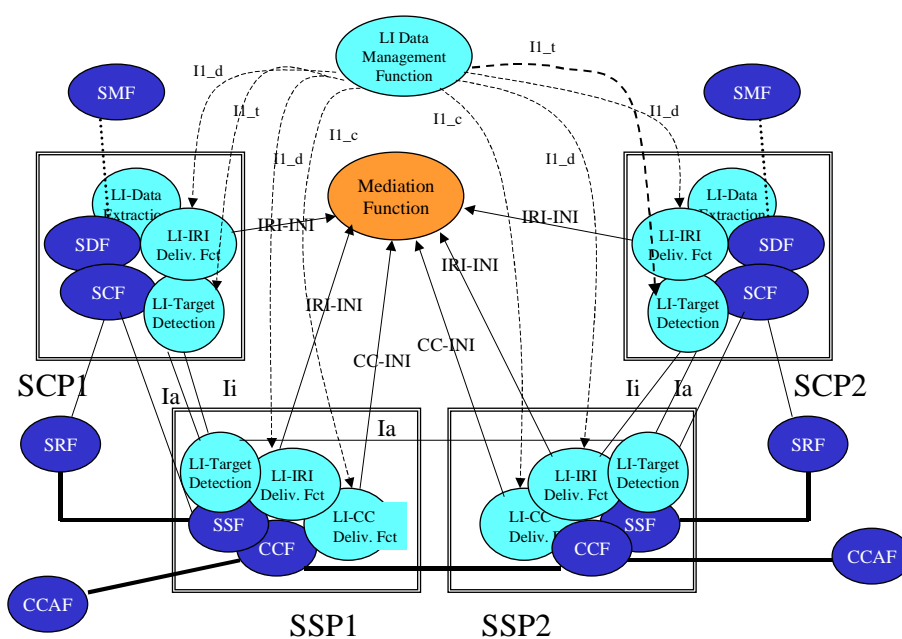 LI Data
Management
Function
I1_t
I1_d
I1_d
SMF
SMF
I1_t
I1_c
I1_c
I1_d
I1_d
LI-Data
Extraction
Mediation
Function
LI-Data
Extraction
IRI-INI
IRI-INI
SDF
LI-IRI
Deliv. Fct
LI-IRI
Deliv. Fct
SDF
IRI-INI
SCF
SCF
LI-Target
Detection
IRI-INI
LI-Target
Detection
CC-INI
CC-INI
SCP1
SCP2
Ia
Ii
Ii
Ia
Ia
SRF
SRF
LI-Target
Detection
LI-IRI
Deliv. Fct
LI-IRI
Deliv. Fct
LI-Target
Detection
SSF
LI-CC
Deliv. Fct
LI-CC
Deliv. F
SSF
CCF
CCF
CCAF
CCAF
SSP1
SSP2